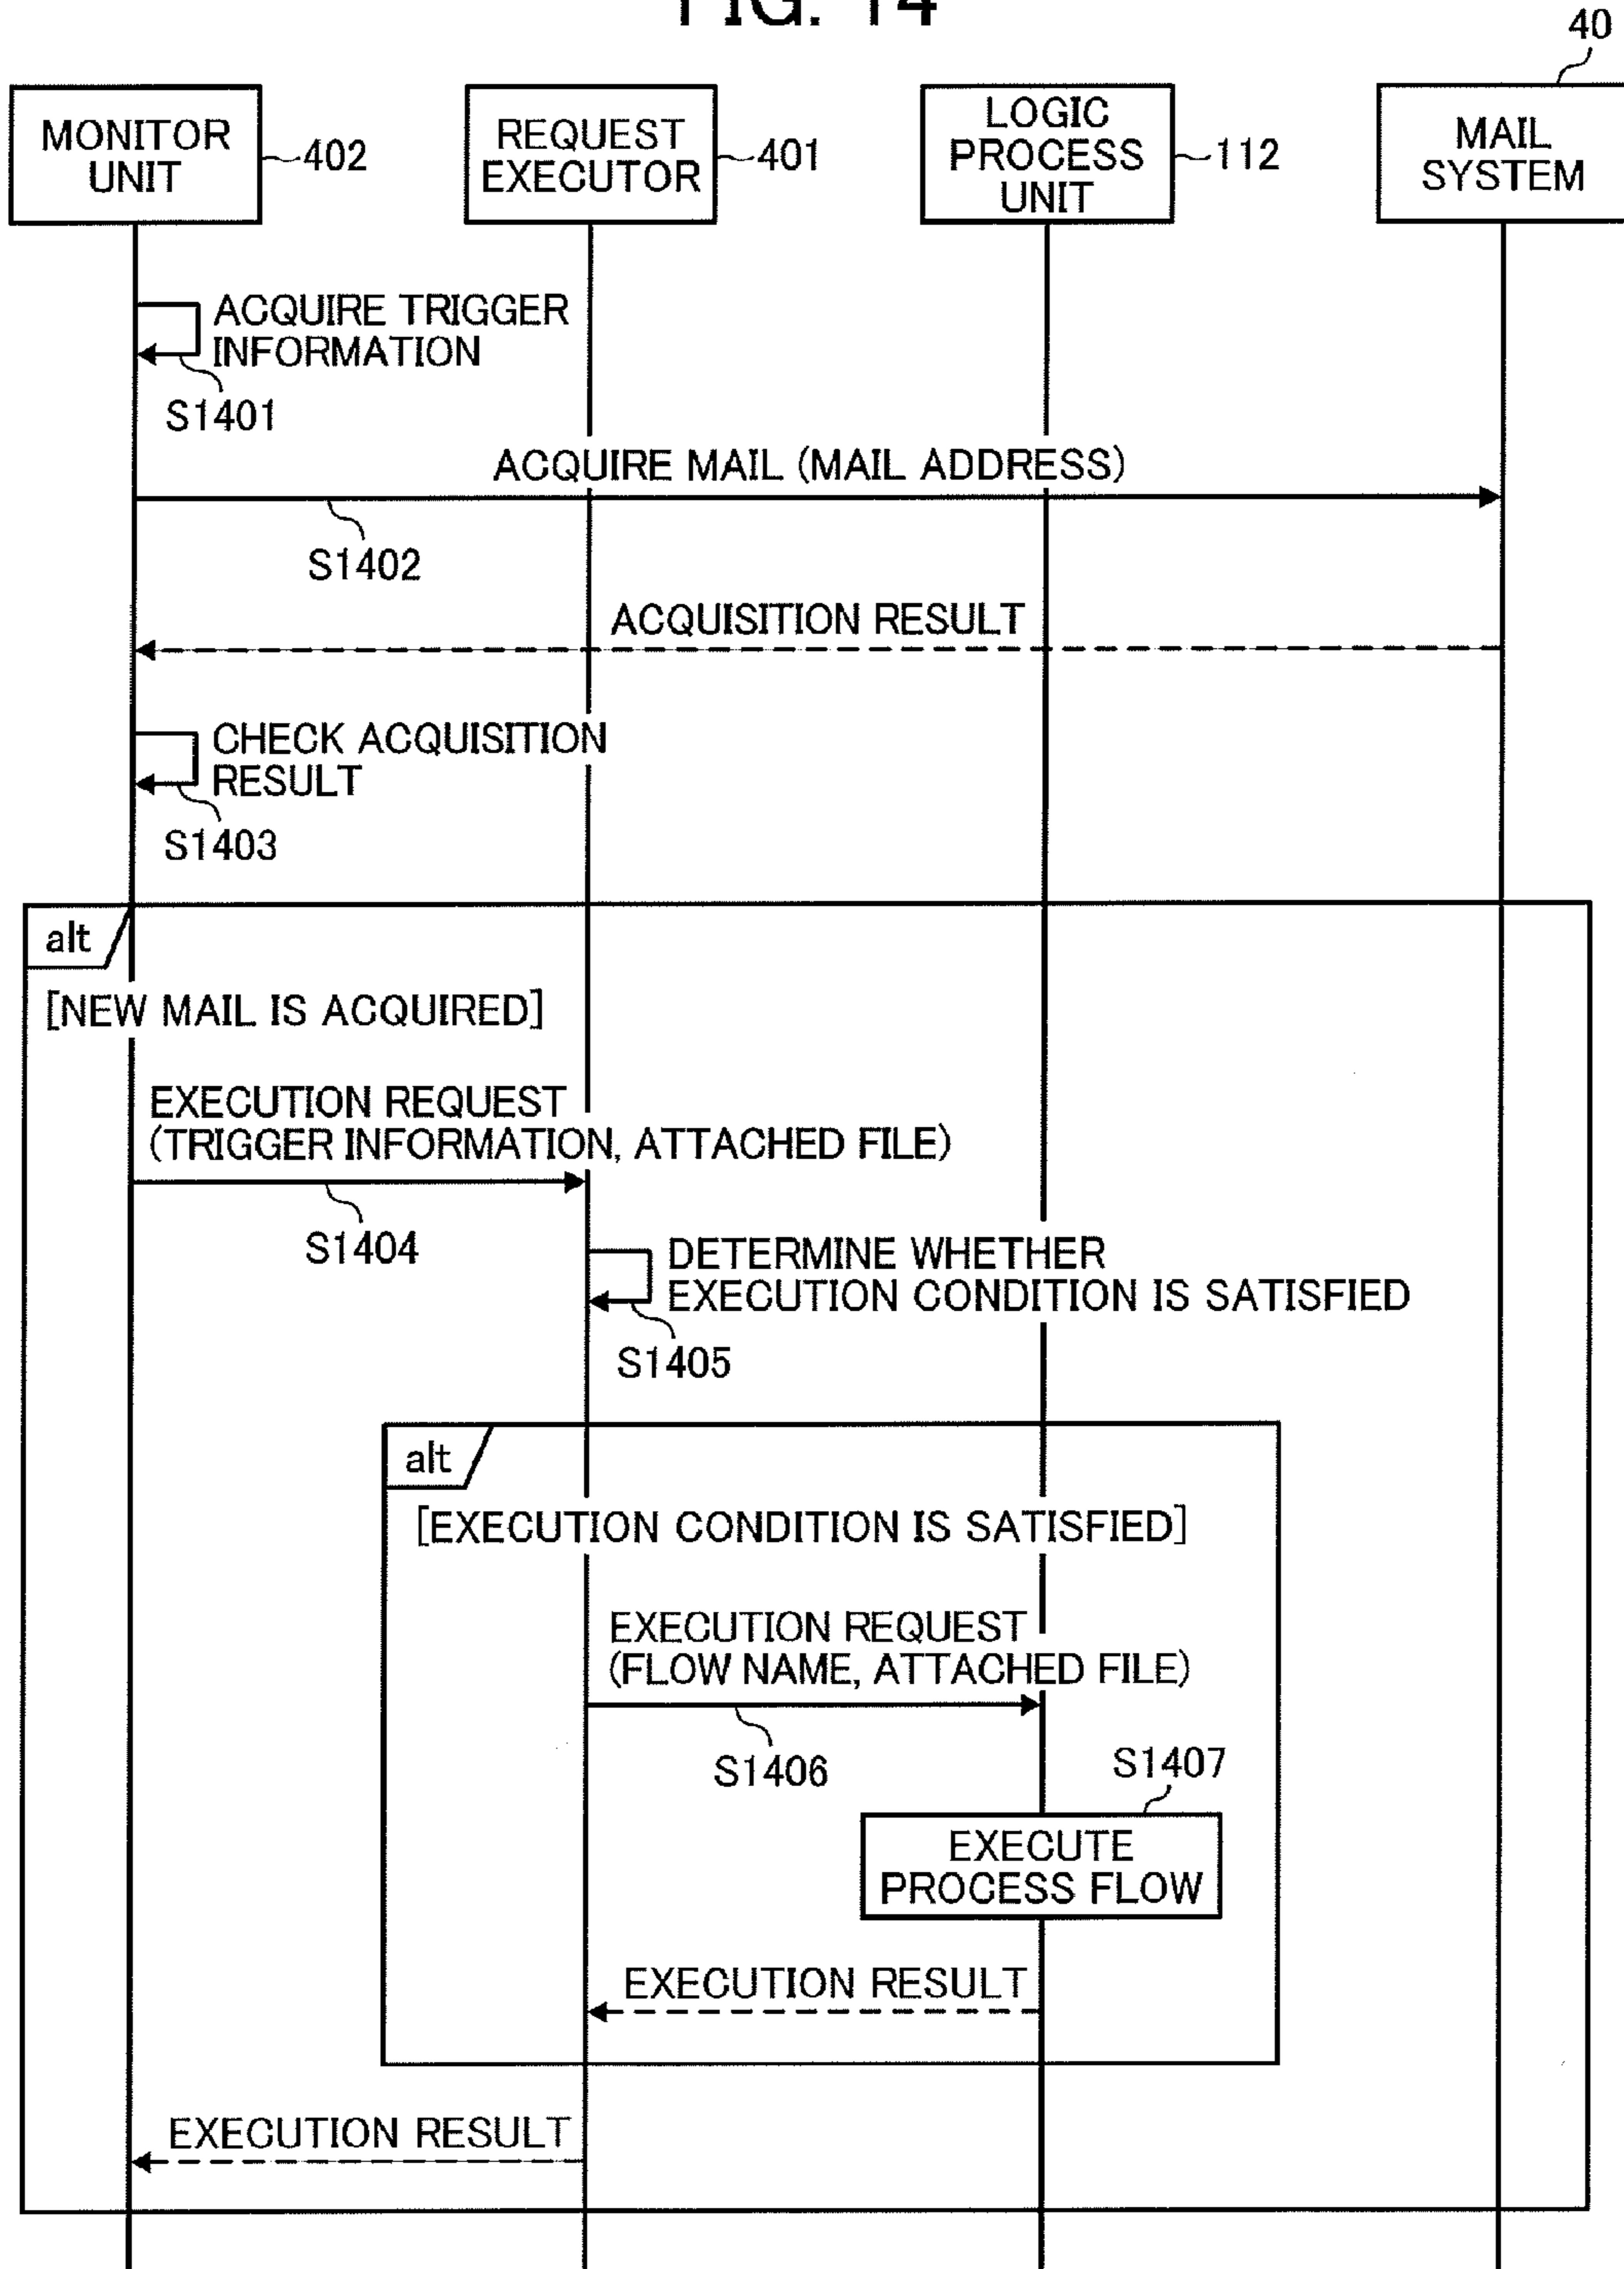 FIG. 14
40
MONITOR
UNIT
402
REQUEST
EXECUTOR
401
LOGIC
PROCESS
UNIT
112
MAIL
SYSTEM
ACQUIRE TRIGGER
INFORMATION
S1401
ACQUIRE MAIL (MAIL ADDRESS)
S1402
ACQUISITION RESULT
CHECK ACQUISITION
RESULT
S1403
alt
[NEW MAIL IS ACQUIRED]
EXECUTION REQUEST
(TRIGGER INFORMATION, ATTACHED FILE)
S1404
DETERMINE WHETHER
EXECUTION CONDITION IS SATISFIED
S1405
alt
[EXECUTION CONDITION IS SATISFIED]
EXECUTION REQUEST
(FLOW NAME, ATTACHED FILE)
S1406
S1407
EXECUTE
PROCESS FLOW
EXECUTION RESULT
EXECUTION RESULT